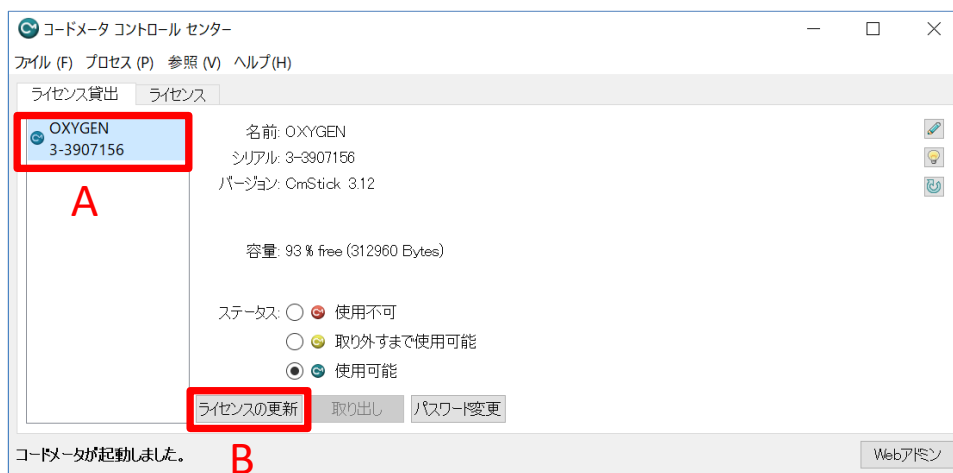 コードメータ コントロール センター
ファイル (F) プロセス (P) 参照 (V) ヘルプ(H)
ライセンス貸出 ライセンス
OXYGEN
3-3907156
A
名前: OXYGEN
シリアル: 3-3907156
バージョン: CmStick 3.12
容量: 93 % free (312960 Bytes)
ステータス: 使用不可
取り外すまで使用可能
使用可能
ライセンスの更新 取り出し パスワード変更
B
コードメータが起動しました。 Webアドミン